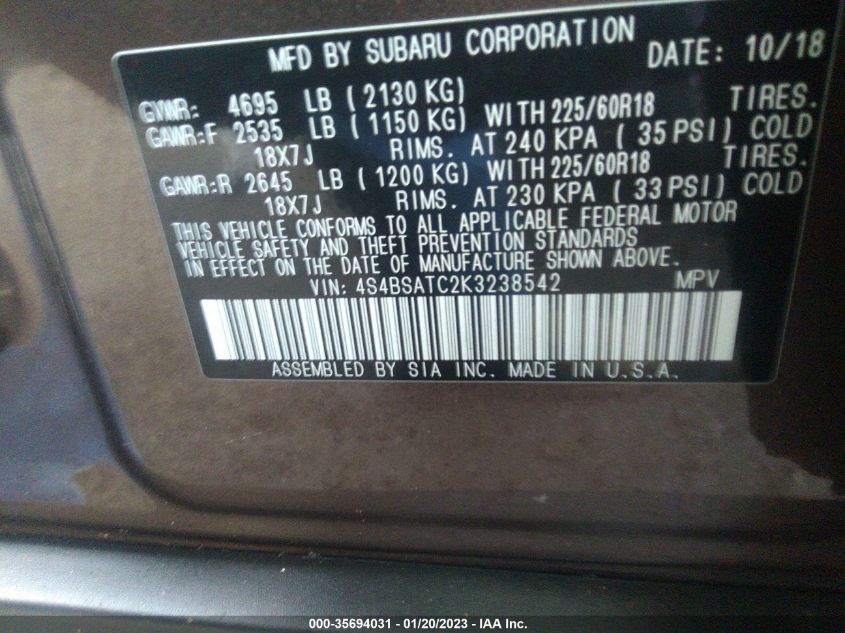 MFD BY SUBARU CORPORATION DATE: 10/18
GVWR: 4695 LB ( 2130 KG)
GAWR:F 2535 LB ( 1150 KG) WITH 225/60R18 TIRES.
18X7J RIMS. AT 240 KPA ( 35 PSI) COLD
GAWR:R 2645 LB ( 1200 KG) WITH 225/60R18 TIRES.
18X7J RIMS. AT 230 KPA ( 33 PSI) COLD
THIS VEHICLE CONFORMS TO ALL APPLICABLE FEDERAL MOTOR
VEHICLE SAFETY AND THEFT PREVENTION STANDARDS
IN EFFECT ON THE DATE OF MANUFACTURE SHOWN ABOVE.
VIN: 4S4BSATC2K3238542 MPV
ASSEMBLED BY SIA INC. MADE IN U.S.A.
000-35694031 — 01/20/2023 — IAA Inc.